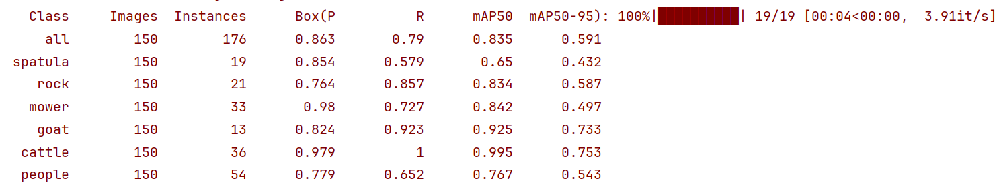 Class Images Instances Box(P R mAP50 mAP50-95): 100%|██████████| 19/19 [00:04<00:00, 3.91it/s]
all 150 176 0.863 0.79 0.835 0.591
spatula 150 19 0.854 0.579 0.65 0.432
rock 150 21 0.764 0.857 0.834 0.587
mower 150 33 0.98 0.727 0.842 0.497
goat 150 13 0.824 0.923 0.925 0.733
cattle 150 36 0.979 1 0.995 0.753
people 150 54 0.779 0.652 0.767 0.543